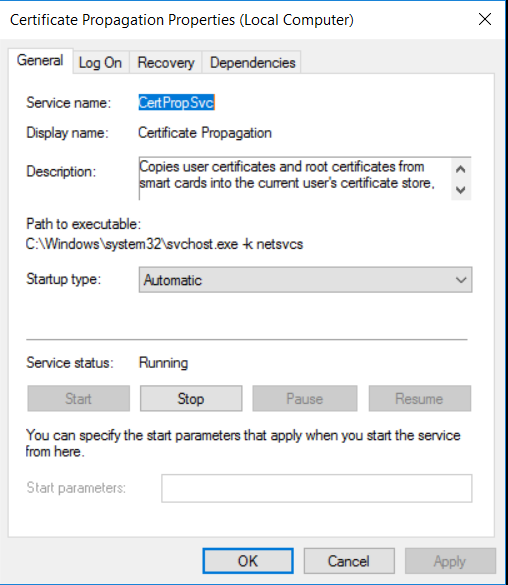 Certificate Propagation Properties (Local Computer)
General Log On Recovery Dependencies
Service name: CertPropSvc
Display name: Certificate Propagation
Description: Copies user certificates and root certificates from
smart cards into the current user's certificate store,
Path to executable:
C:\Windows\system32\svchost.exe -k netsvcs
Startup type: Automatic
Service status: Running
Start Stop Pause Resume
You can specify the start parameters that apply when you start the service
from here.
Start parameters:
OK Cancel Apply